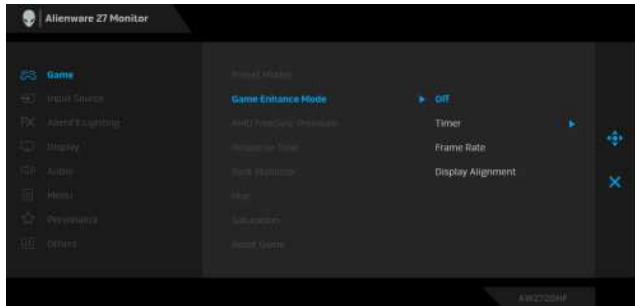 Alienware 27 Monitor
Game
Input Source
AlienFX Lighting
Display
Audio
Menu
Personalize
Others
Preset Modes
Game Enhance Mode
AMD FreeSync Premium
Response Time
Dark Stabilizer
Hue
Saturation
Reset Game
Off
Timer
Frame Rate
Display Alignment
AW2720HF